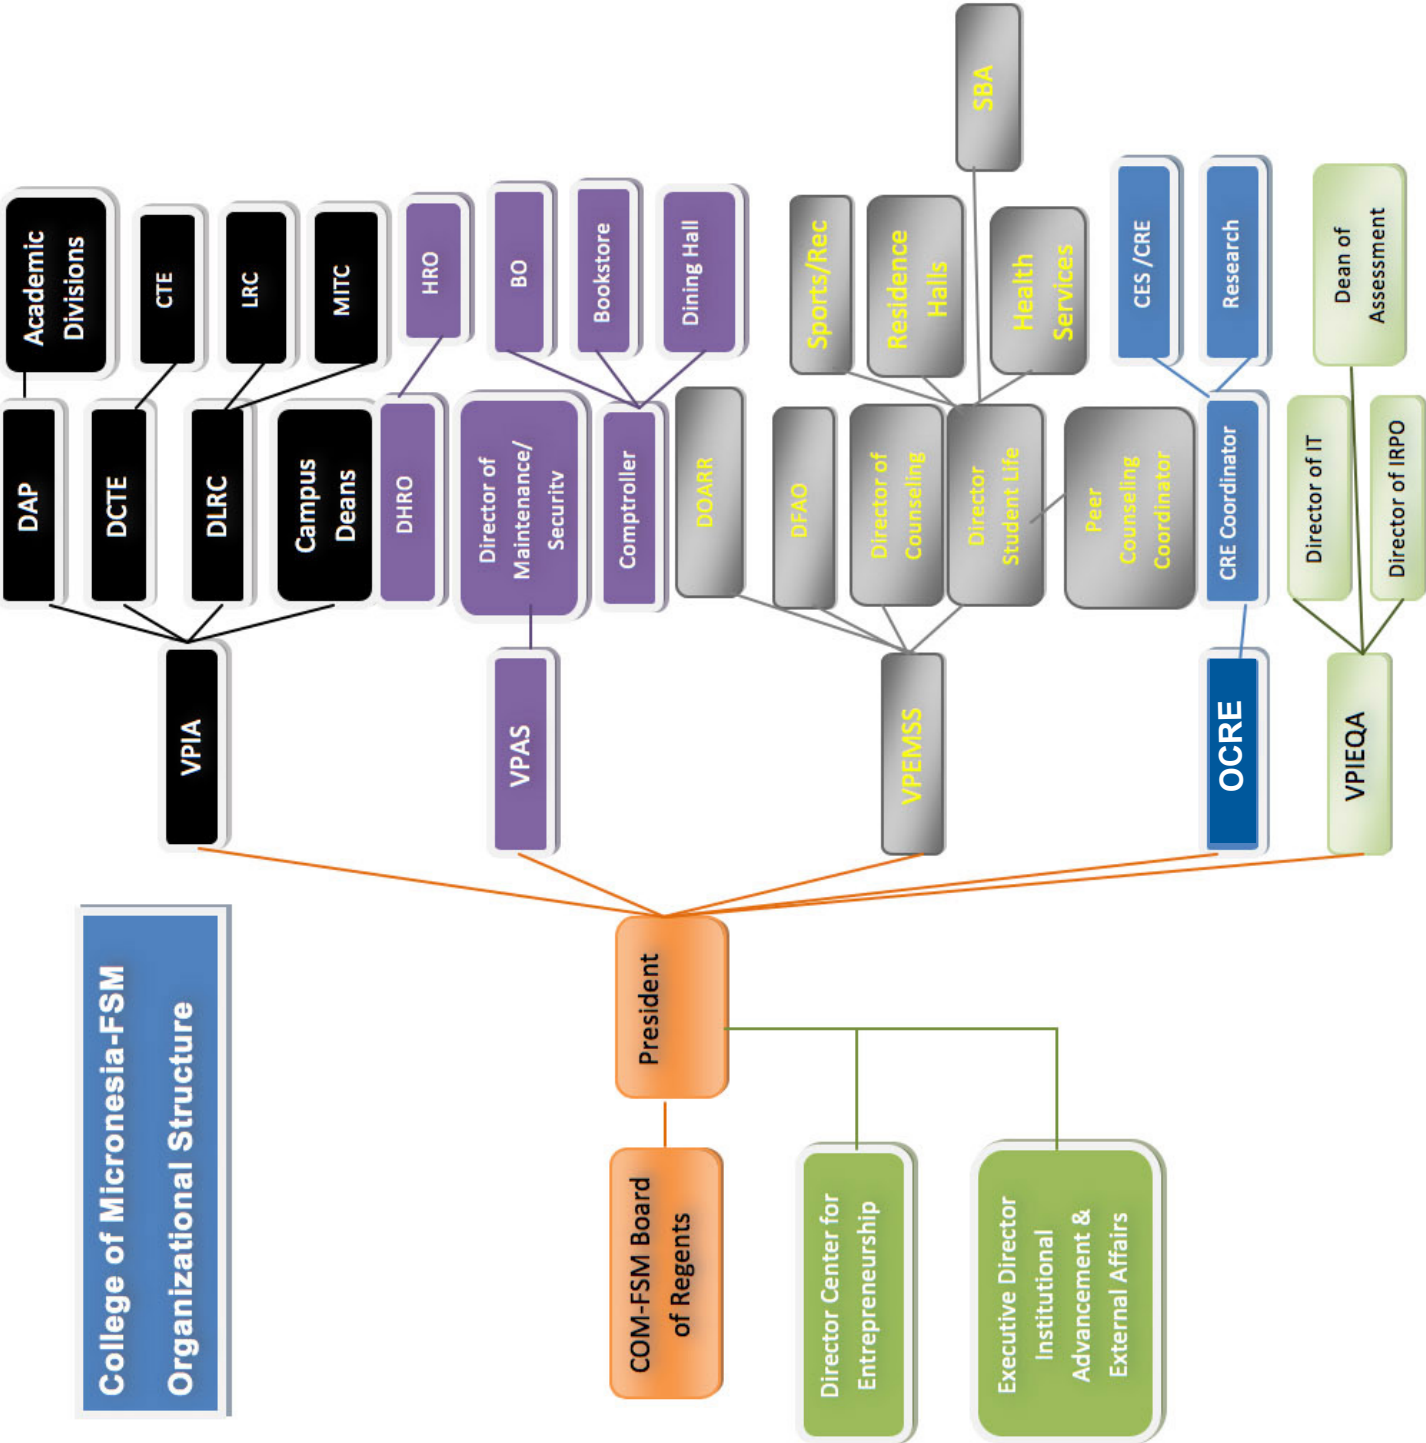 College of Micronesia-FSM
Organizational Structure
COM-FSM Board
of Regents
President
Director Center for
Entrepreneurship
Executive Director
Institutional
Advancement &
External Affairs
VPIA
VPAS
VPEMSS
OCRE
VPIEQA
DAP
DCTE
DLRC
Campus
Deans
DHRO
Director of
Maintenance/
Security
Comptroller
DOARR
DFAO
Director of
Counseling
Director
Student Life
Peer
Counseling
Coordinator
CRE Coordinator
Director of IT
Director of IRPO
Academic
Divisions
CTE
LRC
MITC
HRO
BO
Bookstore
Dining Hall
Sports/Rec
Residence
Halls
Health
Services
CES /CRE
Research
Dean of
Assessment
SBA